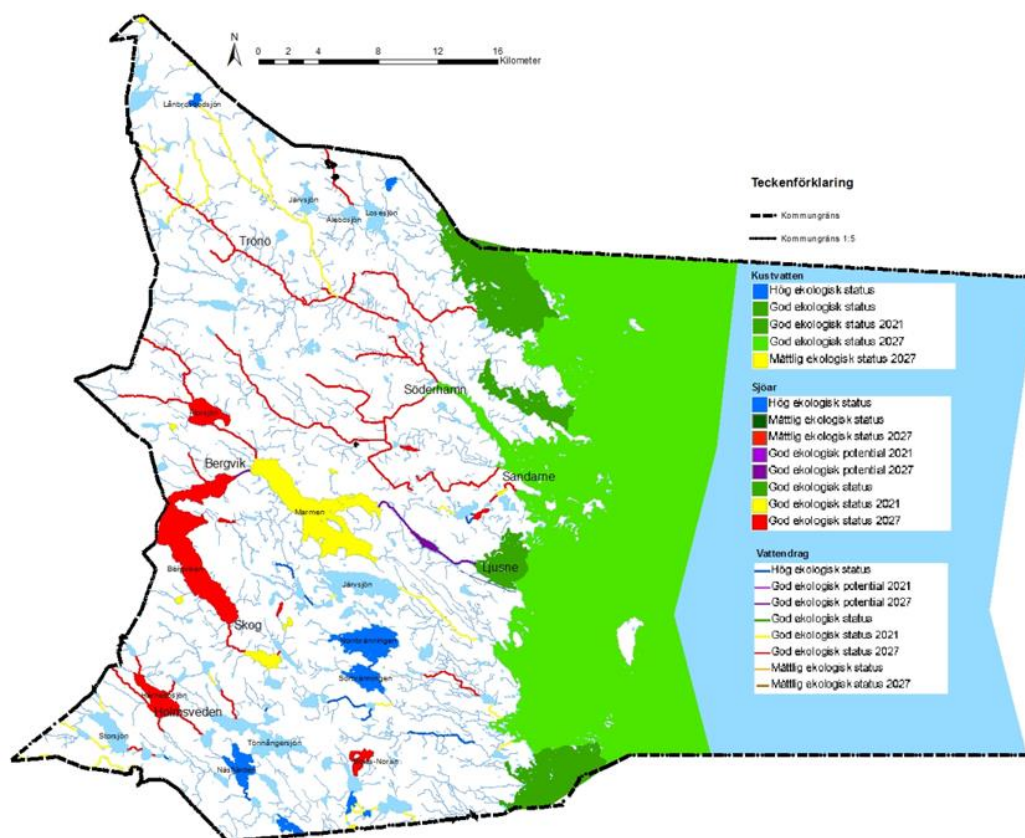 N
0 2 4 8 12 16
Kilometer
Järvsjön
Ålebosjön
Losesjön
Trönö
Söderhamn
Bergvik
Sandarne
Marmen
Ljusne
Bergviken
Järvsjön
Skog
Holmsveden
Storsjön
Tönnångersjön
Teckenförklaring
Kommungräns
Kommungräns 1:5
Kustvatten
Hög ekologisk status
God ekologisk status
God ekologisk status 2021
God ekologisk status 2027
Måttlig ekologisk status 2027
Sjöar
Hög ekologisk status
Måttlig ekologisk status
Måttlig ekologisk status 2027
God ekologisk potential 2021
God ekologisk potential 2027
God ekologisk status
God ekologisk status 2021
God ekologisk status 2027
Vattendrag
Hög ekologisk status
God ekologisk potential 2021
God ekologisk potential 2027
God ekologisk status
God ekologisk status 2021
God ekologisk status 2027
Måttlig ekologisk status
Måttlig ekologisk status 2027